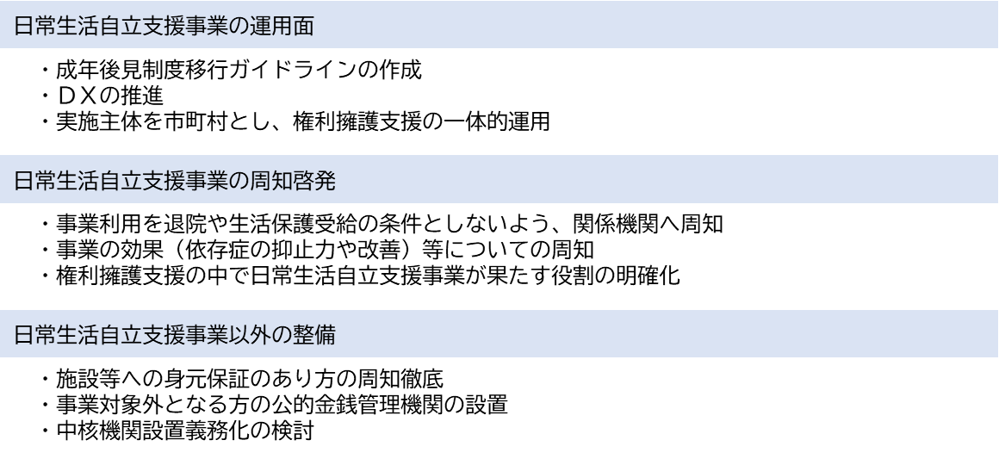 日常生活自立支援事業の運用面
・成年後見制度移行ガイドラインの作成
・ＤＸの推進
・実施主体を市町村とし、権利擁護支援の一体的運用
日常生活自立支援事業の周知啓発
・事業利用を退院や生活保護受給の条件としないよう、関係機関へ周知
・事業の効果（依存症の抑止力や改善）等についての周知
・権利擁護支援の中で日常生活自立支援事業が果たす役割の明確化
日常生活自立支援事業以外の整備
・施設等への身元保証のあり方の周知徹底
・事業対象外となる方の公的金銭管理機関の設置
・中核機関設置義務化の検討